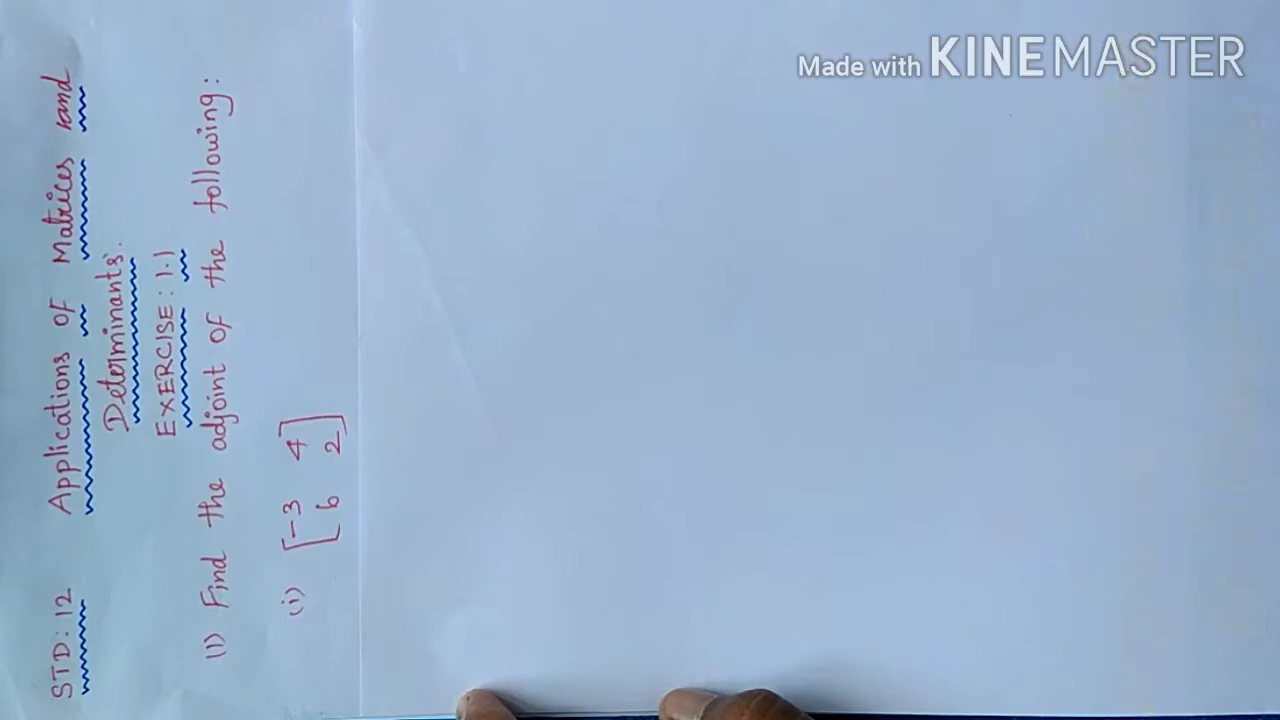 STD: 12 Applications of Matrices and
Determinants.
EXERCISE: 1.1
1) Find the adjoint of the following:
(i) [-3 4
6 2]
Made with KINEMASTER